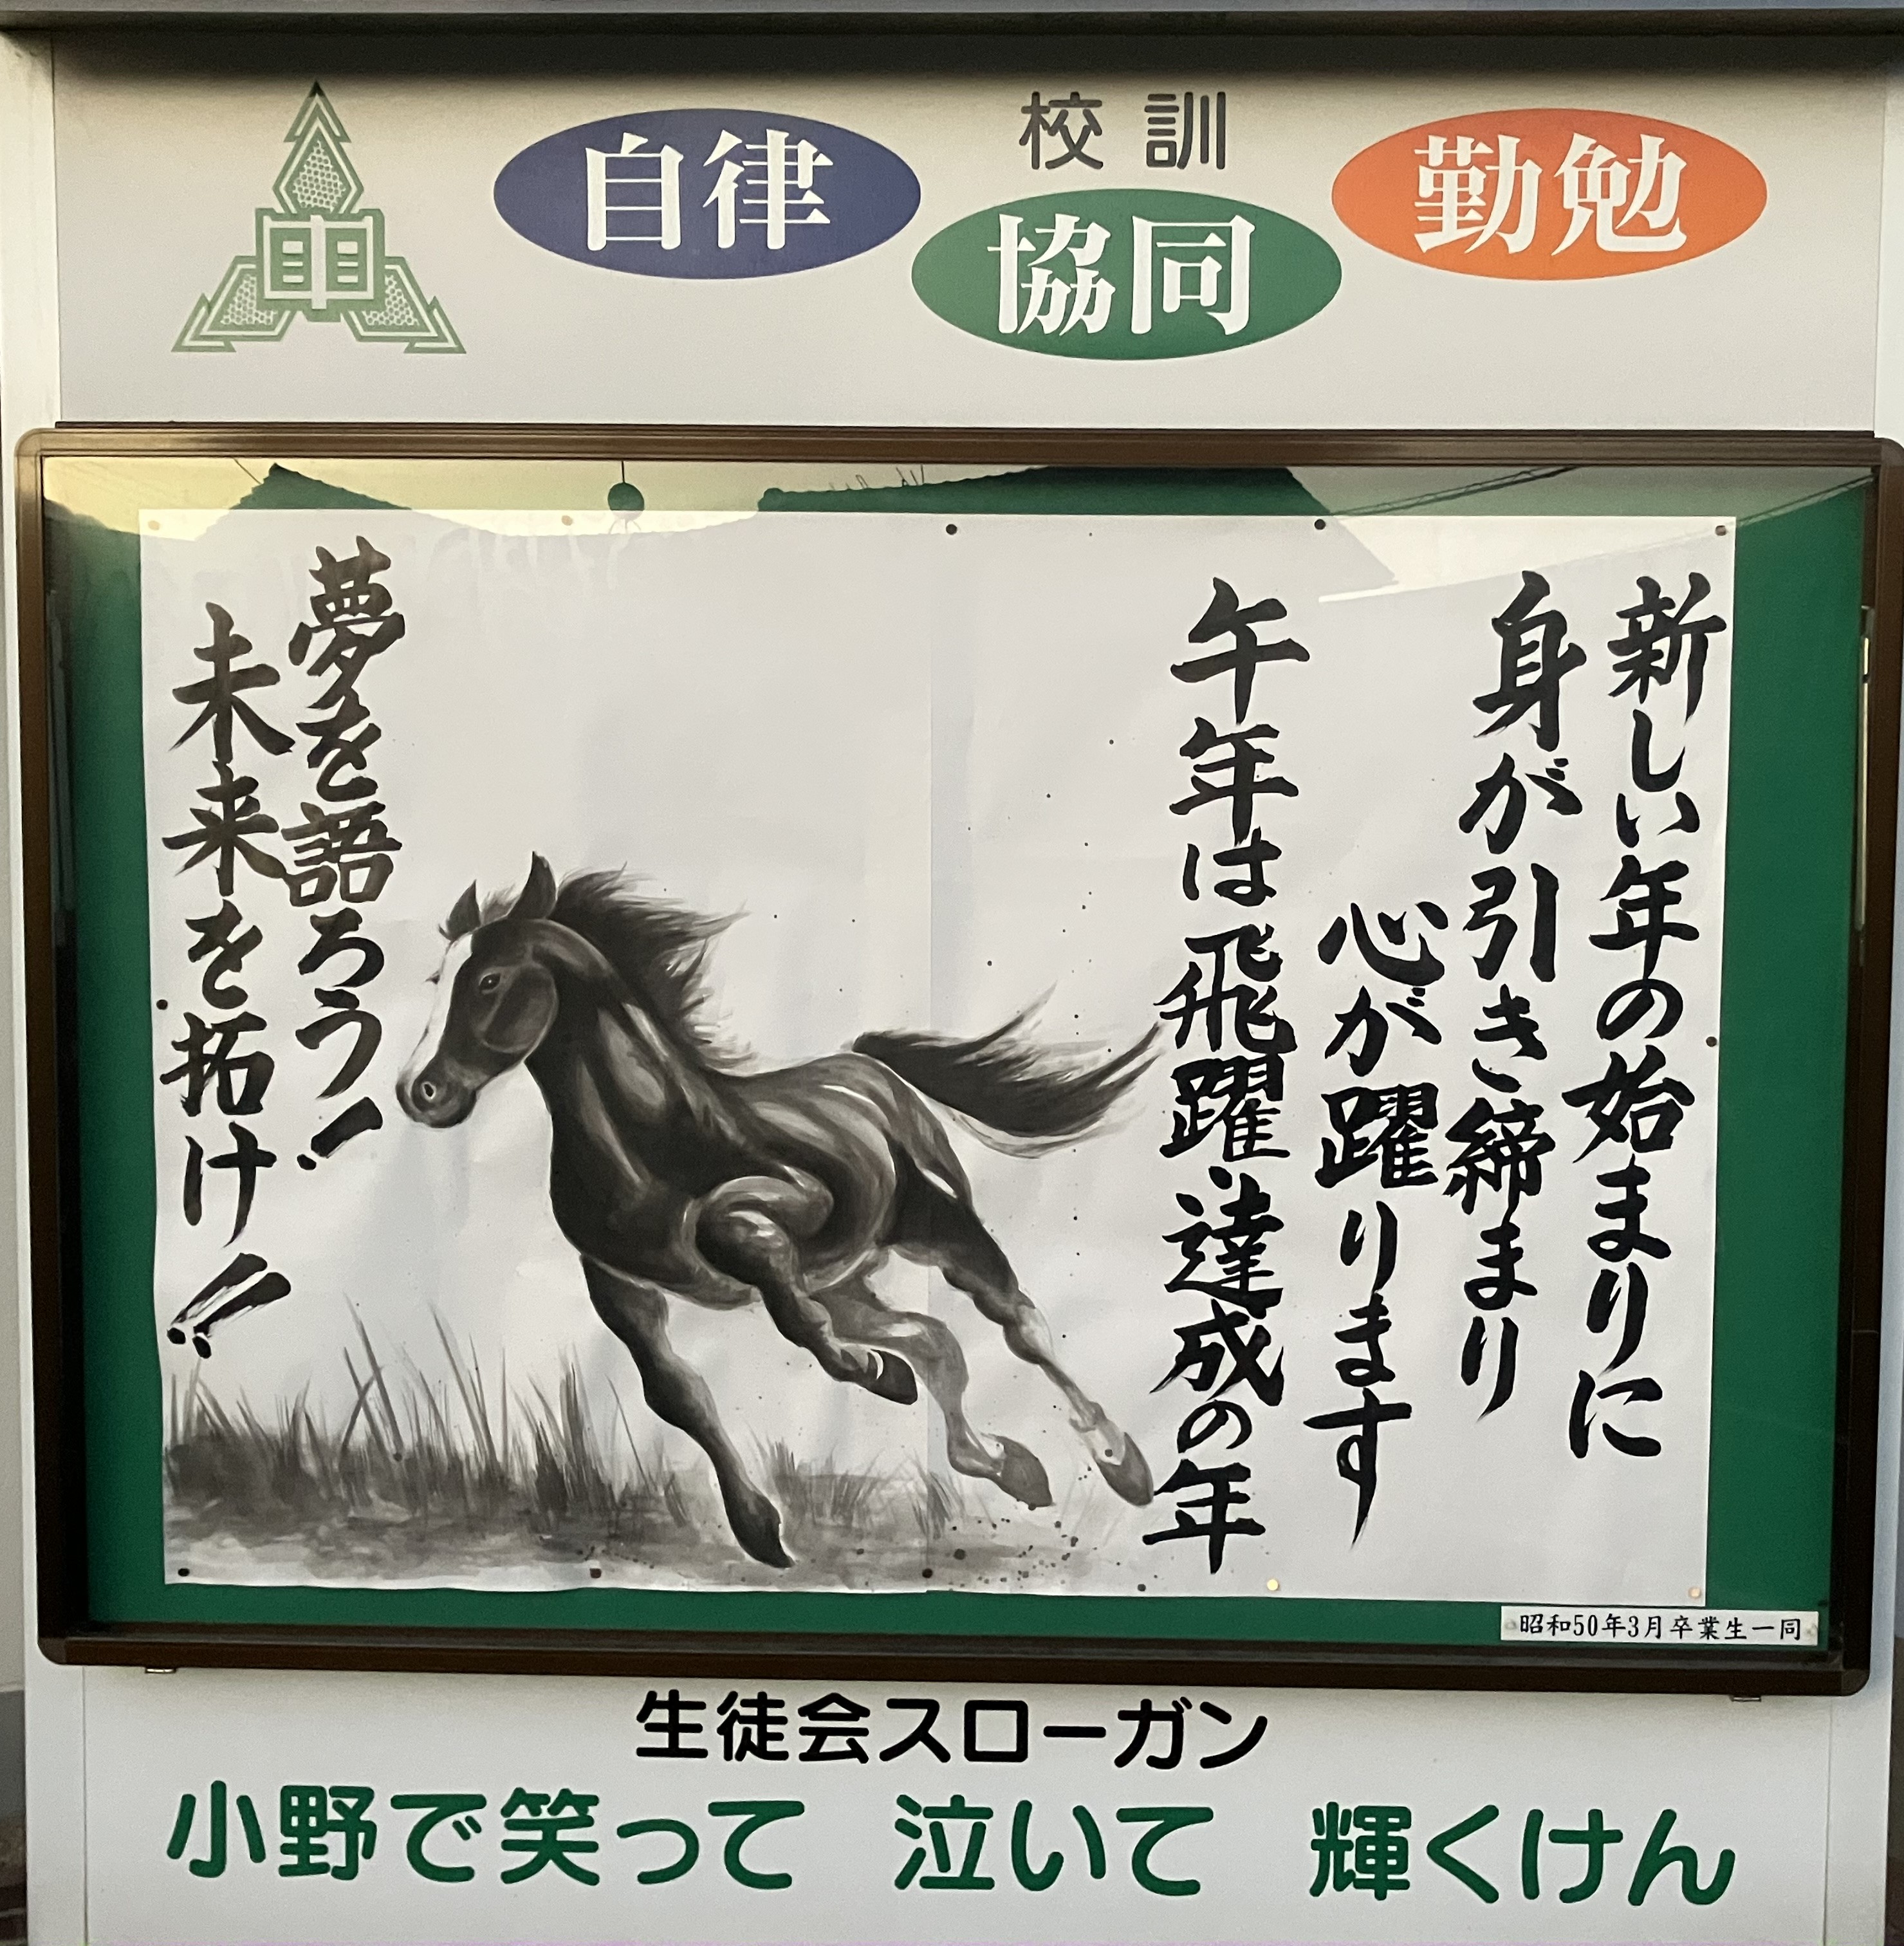 校訓
自律
協同
勤勉
新しい年の始まりに
身が引き締まり
心が躍ります
午年は飛躍達成の年
夢を語ろう!
未来を拓け!!
昭和50年3月卒業生一同
生徒会スローガン
小野で笑って 泣いて 輝くけん